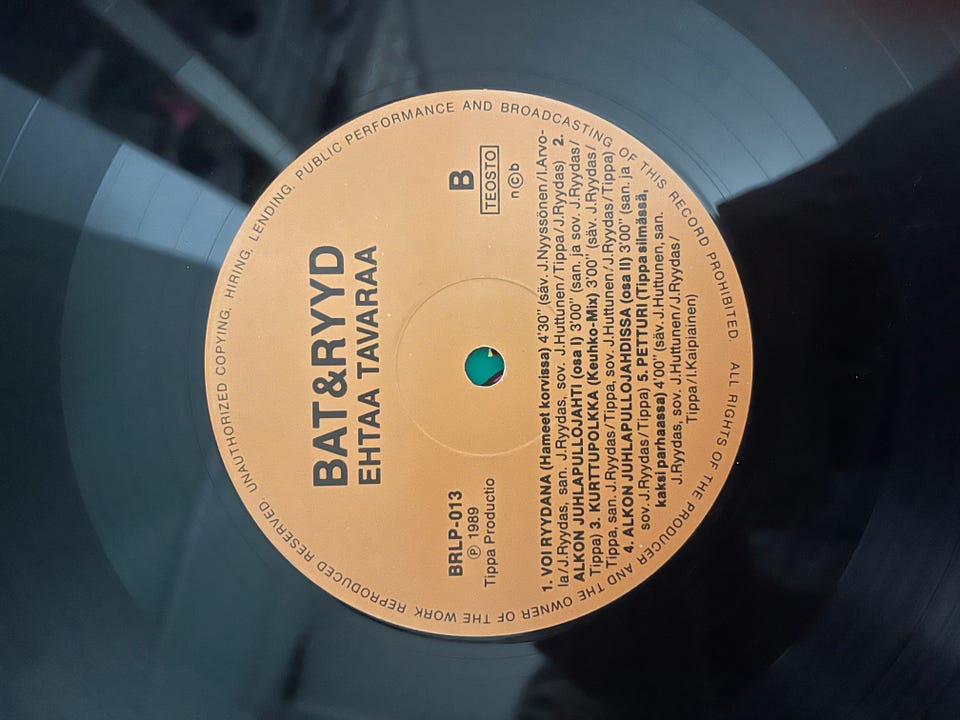 BAT&RYYD
EHTAA TAVARAA
BRLP-013
Ⓟ 1989
Tippa Productio
B
TEOSTO
n©b
1. VOI RYYDANA (Hameet korvissa) 4'30" (säv. J.Nyyssönen/I.Arvo-
la/J.Ryydas, san. J.Ryydas, sov. J.Huttunen/Tippa/J.Ryydas) 2.
ALKON JUHLAPULLOJAHTI (osa I) 3'00" (san. ja sov. J.Ryydas/
Tippa) 3. KURTTUPOLKKA (Keuhko-Mix) 3'00" (säv. J.Ryydas/
Tippa, san. J.Ryydas/Tippa, sov. J.Huttunen/J.Ryydas/Tippa)
4. ALKON JUHLAPULLOJAHDISSA (osa II) 3'00" (san. ja
sov. J.Ryydas/Tippa) 5. PETTURI (Tippa silmässä,
kaksi parhaassa) 4'00" (säv. J.Huttunen, san.
J.Ryydas, sov. J.Huttunen/J.Ryydas/
Tippa/I.Kaipiainen)
ALL RIGHTS OF THE PRODUCER AND THE OWNER OF THE WORK REPRODUCED RESERVED. UNAUTHORIZED COPYING, HIRING, LENDING, PUBLIC PERFORMANCE AND BROADCASTING OF THIS RECORD PROHIBITED.